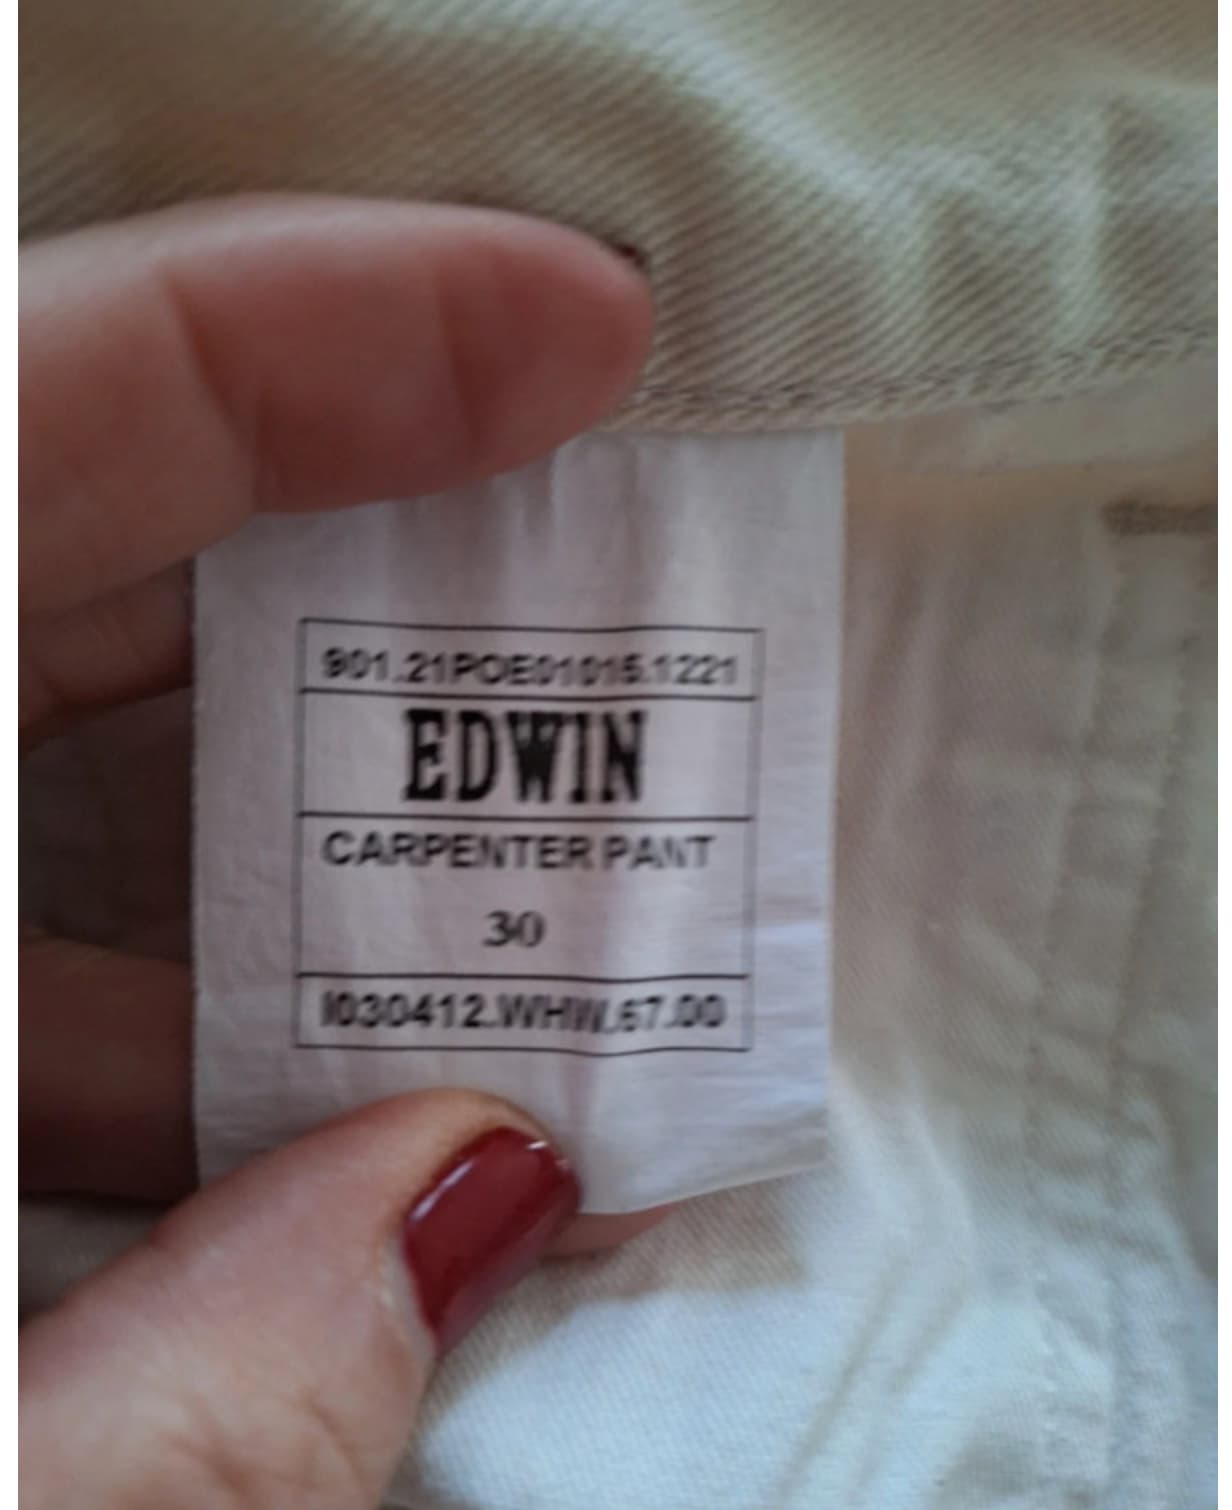 901.21POE01015.1221
EDWIN
CARPENTER PANT
30
I030412.WHW.67.00